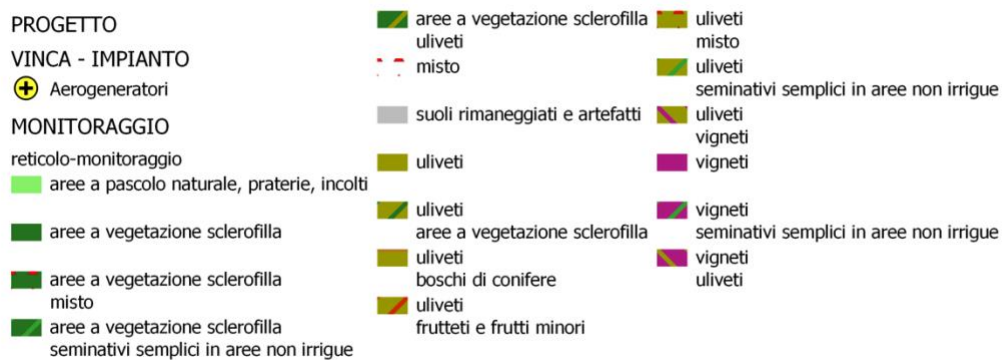 PROGETTO
VINCA - IMPIANTO
Aerogeneratori
MONITORAGGIO
reticolo-monitoraggio
aree a pascolo naturale, praterie, incolti
aree a vegetazione sclerofilla
aree a vegetazione sclerofilla
misto
aree a vegetazione sclerofilla
seminativi semplici in aree non irrigue
aree a vegetazione sclerofilla
uliveti
misto
suoli rimaneggiati e artefatti
uliveti
uliveti
aree a vegetazione sclerofilla
uliveti
boschi di conifere
uliveti
frutteti e frutti minori
uliveti
misto
uliveti
seminativi semplici in aree non irrigue
uliveti
vigneti
vigneti
vigneti
seminativi semplici in aree non irrigue
vigneti
uliveti